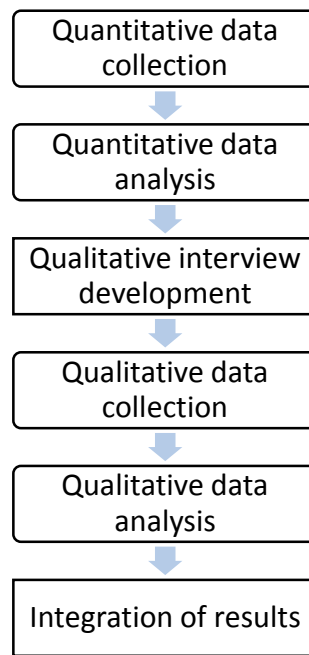 Quantitative data
collection
Quantitative data
analysis
Qualitative interview
development
Qualitative data
collection
Qualitative data
analysis
Integration of results